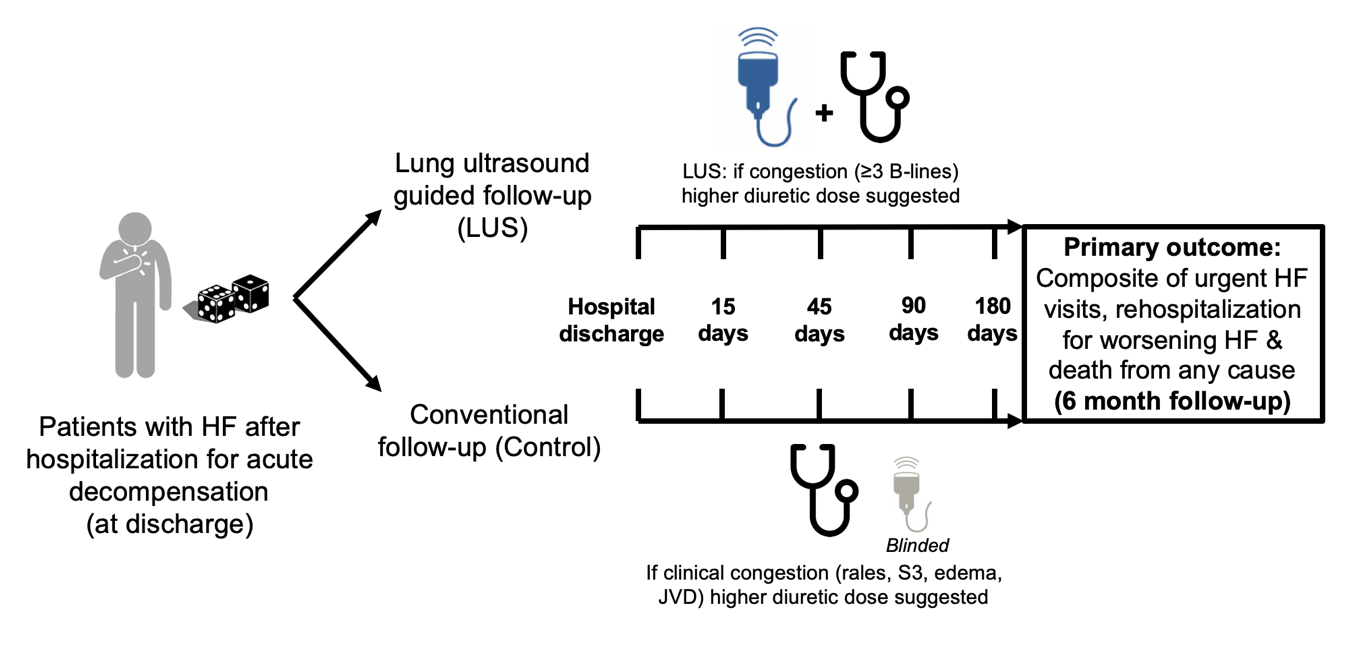 Patients with HF after
hospitalization for acute
decompensation
(at discharge)
Lung ultrasound
guided follow-up
(LUS)
Conventional
follow-up (Control)
+
LUS: if congestion (≥3 B-lines)
higher diuretic dose suggested
Hospital
discharge
15
days
45
days
90
days
180
days
Blinded
If clinical congestion (rales, S3, edema,
JVD) higher diuretic dose suggested
Primary outcome:
Composite of urgent HF
visits, rehospitalization
for worsening HF &
death from any cause
(6 month follow-up)